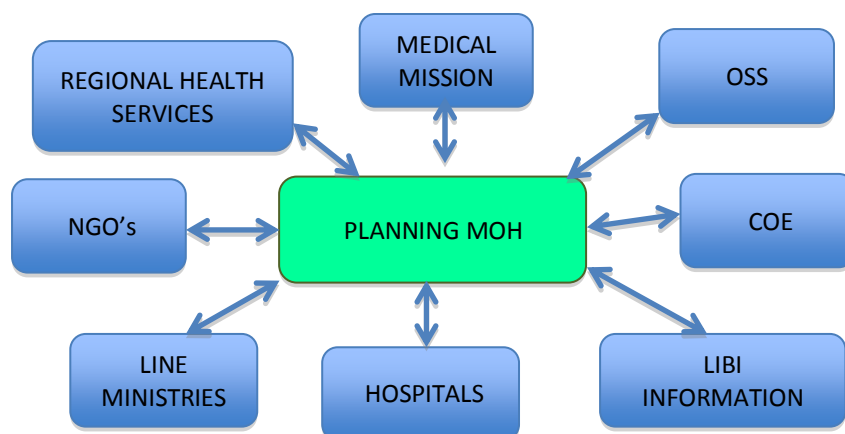 MEDICAL
MISSION
REGIONAL HEALTH
SERVICES
OSS
NGO's
PLANNING MOH
COE
LINE
MINISTRIES
HOSPITALS
LIBI
INFORMATION